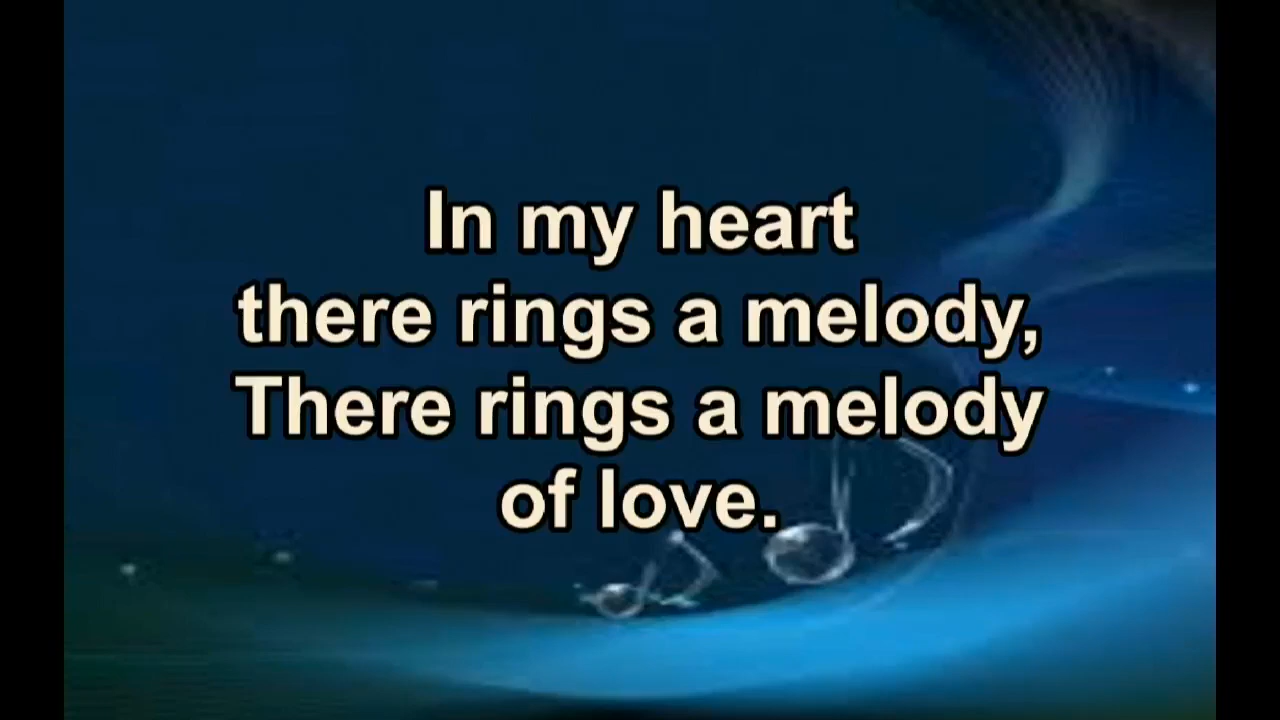 In my heart
there rings a melody,
There rings a melody
of love.